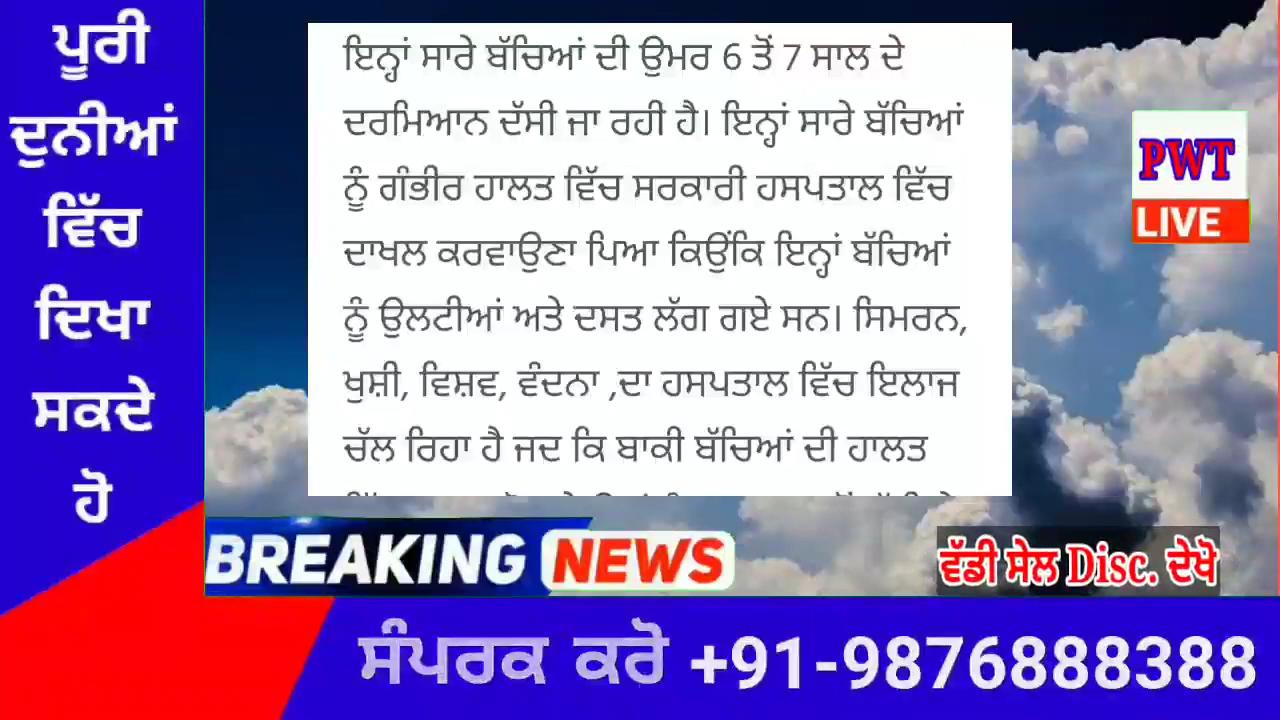 ਪੂਰੀ
ਦੁਨੀਆਂ
ਵਿੱਚ
ਦਿਖਾ
ਸਕਦੇ
ਹੋ
ਇਨ੍ਹਾਂ ਸਾਰੇ ਬੱਚਿਆਂ ਦੀ ਉਮਰ 6 ਤੋਂ 7 ਸਾਲ ਦੇ
ਦਰਮਿਆਨ ਦੱਸੀ ਜਾ ਰਹੀ ਹੈ। ਇਨ੍ਹਾਂ ਸਾਰੇ ਬੱਚਿਆਂ
ਨੂੰ ਗੰਭੀਰ ਹਾਲਤ ਵਿੱਚ ਸਰਕਾਰੀ ਹਸਪਤਾਲ ਵਿੱਚ
ਦਾਖਲ ਕਰਵਾਉਣਾ ਪਿਆ ਕਿਉਂਕਿ ਇਨ੍ਹਾਂ ਬੱਚਿਆਂ
ਨੂੰ ਉਲਟੀਆਂ ਅਤੇ ਦਸਤ ਲੱਗ ਗਏ ਸਨ। ਸਿਮਰਨ,
ਖੁਸ਼ੀ, ਵਿਸ਼ਵ, ਵੰਦਨਾ ,ਦਾ ਹਸਪਤਾਲ ਵਿੱਚ ਇਲਾਜ
ਚੱਲ ਰਿਹਾ ਹੈ ਜਦ ਕਿ ਬਾਕੀ ਬੱਚਿਆਂ ਦੀ ਹਾਲਤ
PWT
LIVE
BREAKING NEWS
ਵੱਡੀ ਸੇਲ Disc. ਦੇਖੋ
ਸੰਪਰਕ ਕਰੋ +91-9876888388